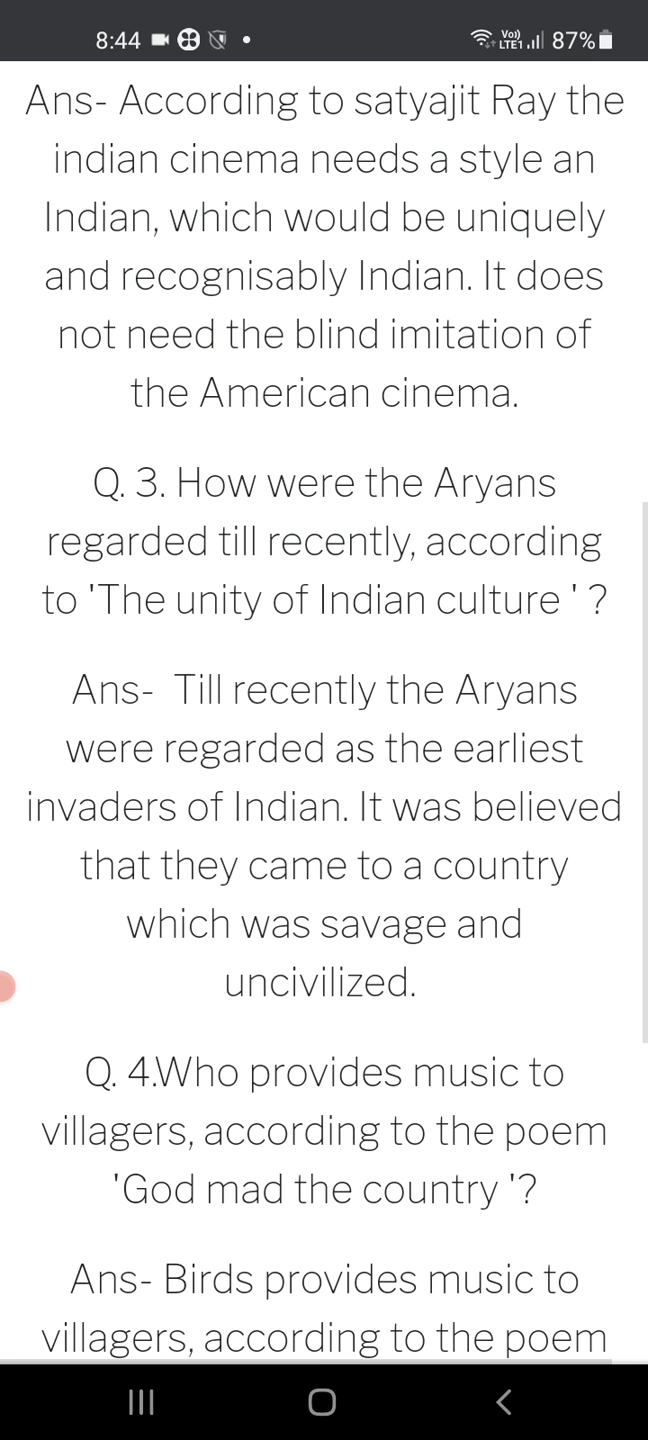 8:44
Vo)) LTE1 87%
Ans- According to satyajit Ray the
indian cinema needs a style an
Indian, which would be uniquely
and recognisably Indian. It does
not need the blind imitation of
the American cinema.
Q. 3. How were the Aryans
regarded till recently, according
to 'The unity of Indian culture ' ?
Ans-  Till recently the Aryans
were regarded as the earliest
invaders of Indian. It was believed
that they came to a country
which was savage and
uncivilized.
Q. 4.Who provides music to
villagers, according to the poem
'God mad the country '?
Ans- Birds provides music to
villagers, according to the poem